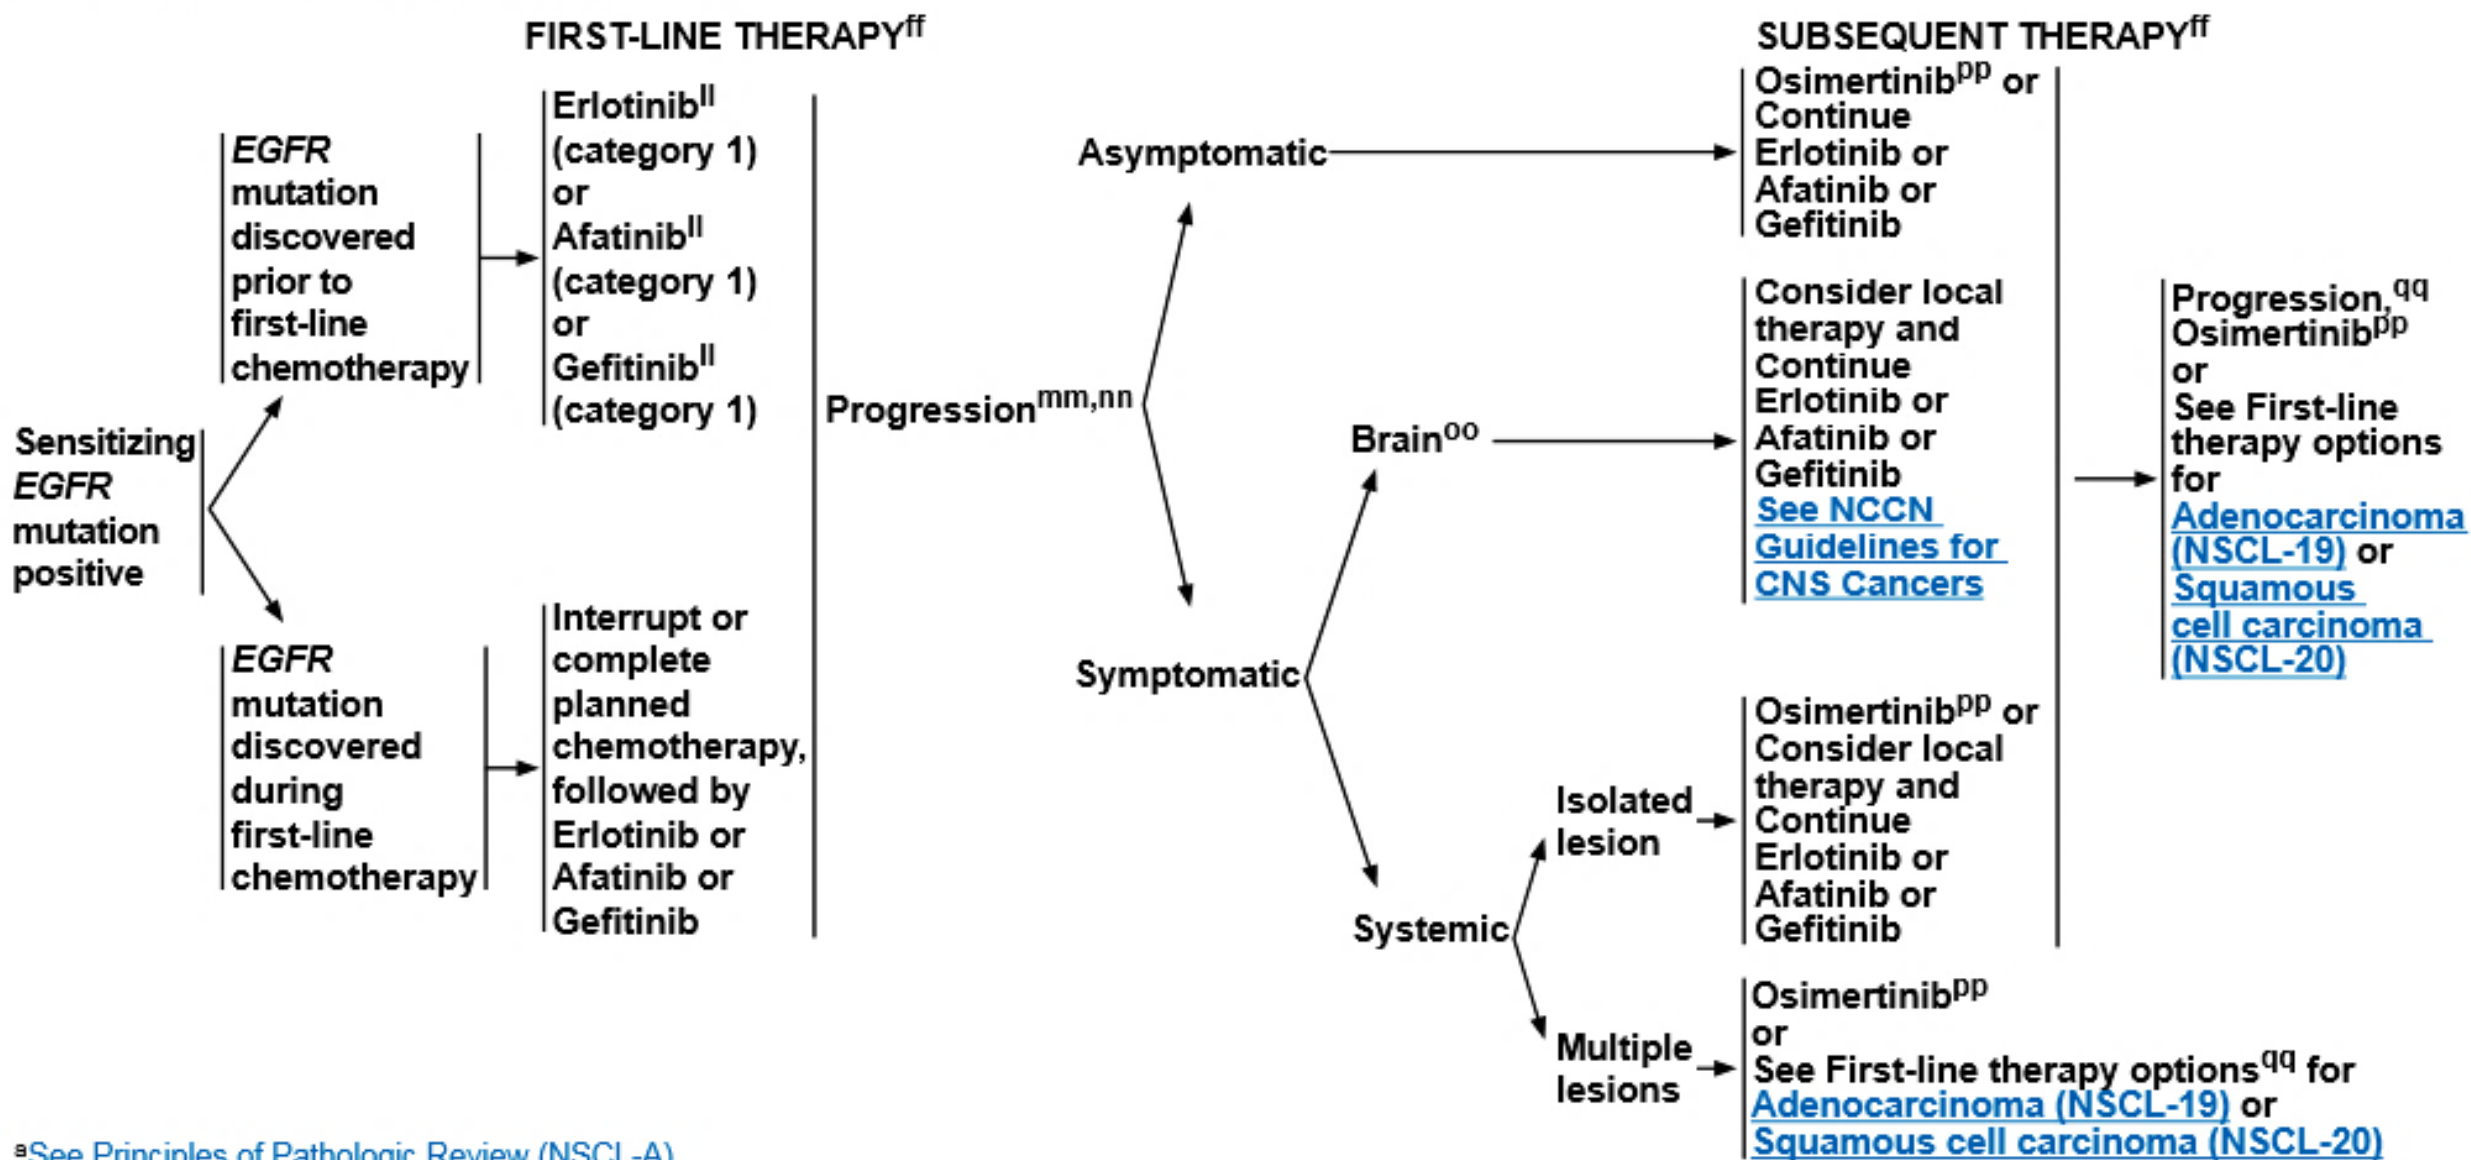 FIRST-LINE THERAPYff
SUBSEQUENT THERAPYff
Sensitizing
EGFR
mutation
positive
EGFR
mutation
discovered
prior to
first-line
chemotherapy
Erlotinibll
(category 1)
or
Afatinibll
(category 1)
or
Gefitinibll
(category 1)
EGFR
mutation
discovered
during
first-line
chemotherapy
Interrupt or
complete
planned
chemotherapy,
followed by
Erlotinib or
Afatinib or
Gefitinib
Progressionmm,nn
Asymptomatic
Osimertinibpp or
Continue
Erlotinib or
Afatinib or
Gefitinib
Symptomatic
Brainoo
Consider local
therapy and
Continue
Erlotinib or
Afatinib or
Gefitinib
See NCCN
Guidelines for
CNS Cancers
Systemic
Isolated
lesion
Osimertinibpp or
Consider local
therapy and
Continue
Erlotinib or
Afatinib or
Gefitinib
Multiple
lesions
Osimertinibpp
or
See First-line therapy optionsqq for
Adenocarcinoma (NSCL-19) or
Squamous cell carcinoma (NSCL-20)
Progression,qq
Osimertinibpp
or
See First-line
therapy options
for
Adenocarcinoma
(NSCL-19) or
Squamous
cell carcinoma
(NSCL-20)
aSee Principles of Pathologic Review (NSCL-A)